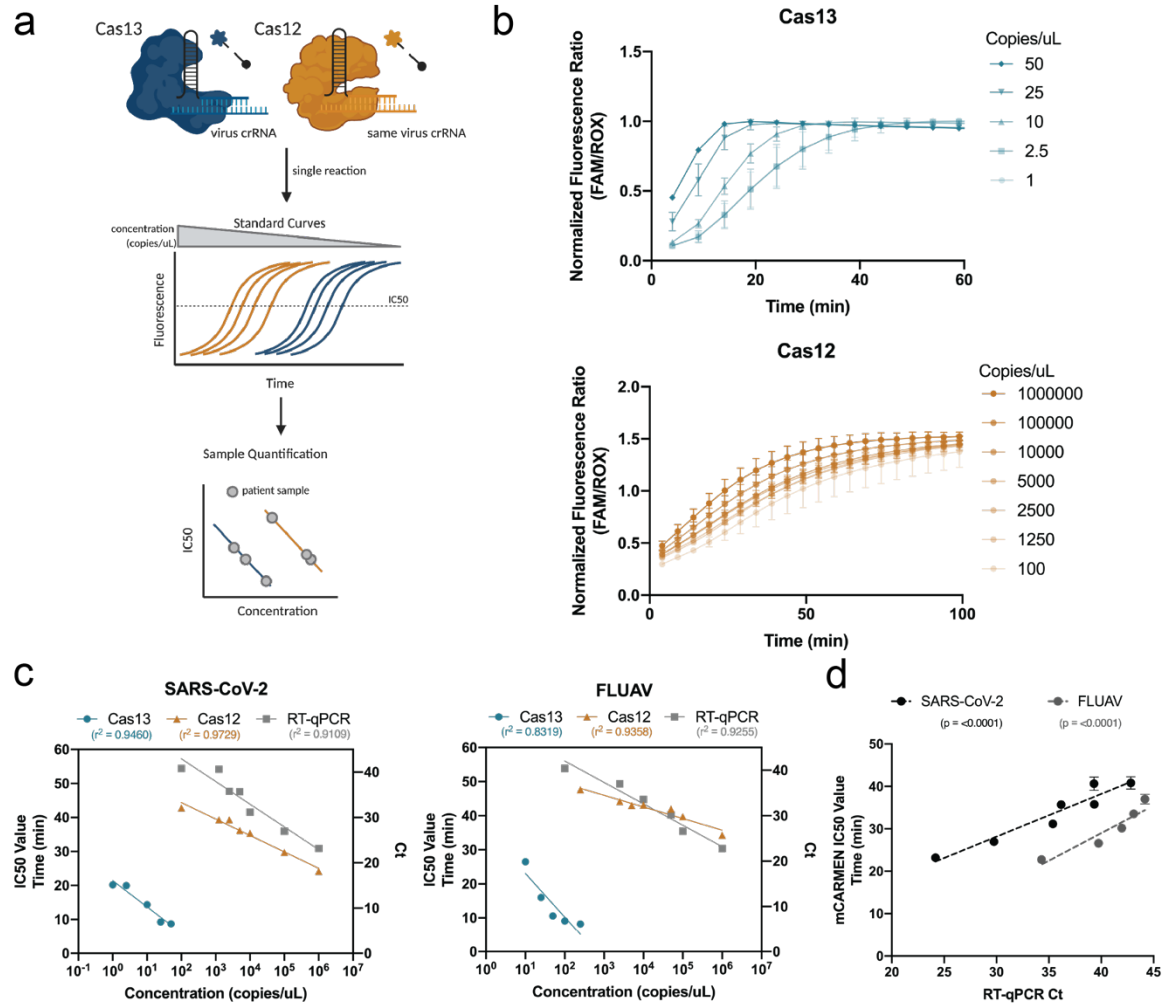 a
Cas13
Cas12
virus crRNA
same virus crRNA
single reaction
Standard Curves
concentration
(copies/uL)
IC50
Fluorescence
Time
Sample Quantification
patient sample
IC50
Concentration
b
Cas13
Normalized Fluorescence Ratio
(FAM/ROX)
1.5
1.0
0.5
0.0
0 20 40 60
Time (min)
Copies/uL
50
25
10
2.5
1
Cas12
Normalized Fluorescence Ratio
(FAM/ROX)
2.0
1.5
1.0
0.5
0.0
0 50 100
Time (min)
Copies/uL
1000000
100000
10000
5000
2500
1250
100
c
SARS-CoV-2
Cas13 Cas12 RT-qPCR
(r² = 0.9460) (r² = 0.9729) (r² = 0.9109)
IC50 Value
Time (min)
60
50
40
30
20
10
0
40
30
20
10
0
Ct
10⁻¹ 10⁰ 10¹ 10² 10³ 10⁴ 10⁵ 10⁶ 10⁷
Concentration (copies/uL)
FLUAV
Cas13 Cas12 RT-qPCR
(r² = 0.8319) (r² = 0.9358) (r² = 0.9255)
IC50 Value
Time (min)
60
50
40
30
20
10
0
40
30
20
10
0
Ct
10⁰ 10¹ 10² 10³ 10⁴ 10⁵ 10⁶ 10⁷
Concentration (copies/uL)
d
SARS-CoV-2 FLUAV
(p = <0.0001) (p = <0.0001)
mCARMEN IC50 Value
Time (min)
50
40
30
20
10
0
20 25 30 35 40 45
RT-qPCR Ct